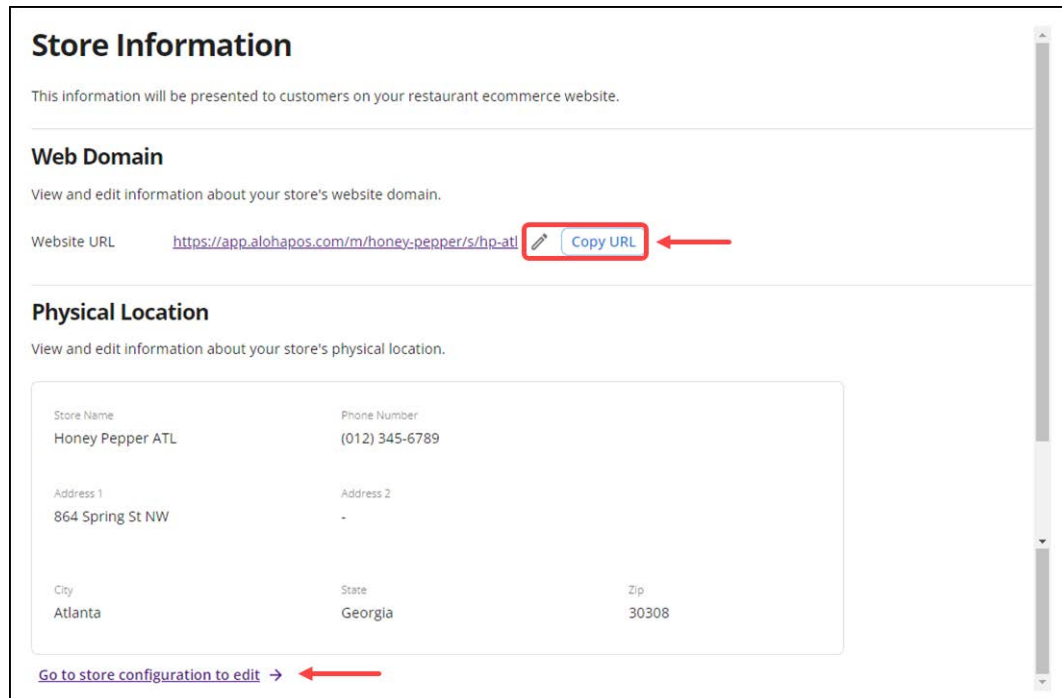 Store Information
This information will be presented to customers on your restaurant ecommerce website.
Web Domain
View and edit information about your store's website domain.
Website URL https://app.alohapos.com/m/honey-pepper/s/hp-atl Copy URL
Physical Location
View and edit information about your store's physical location.
Store Name Phone Number
Honey Pepper ATL (012) 345-6789
Address 1 Address 2
864 Spring St NW -
City State Zip
Atlanta Georgia 30308
Go to store configuration to edit →